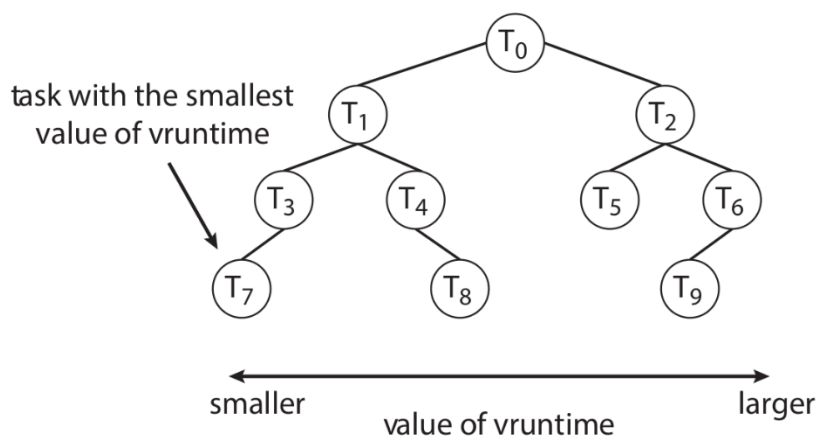 T0
task with the smallest
value of vruntime
T1
T2
T3
T4
T5
T6
T7
T8
T9
smaller
larger
value of vruntime